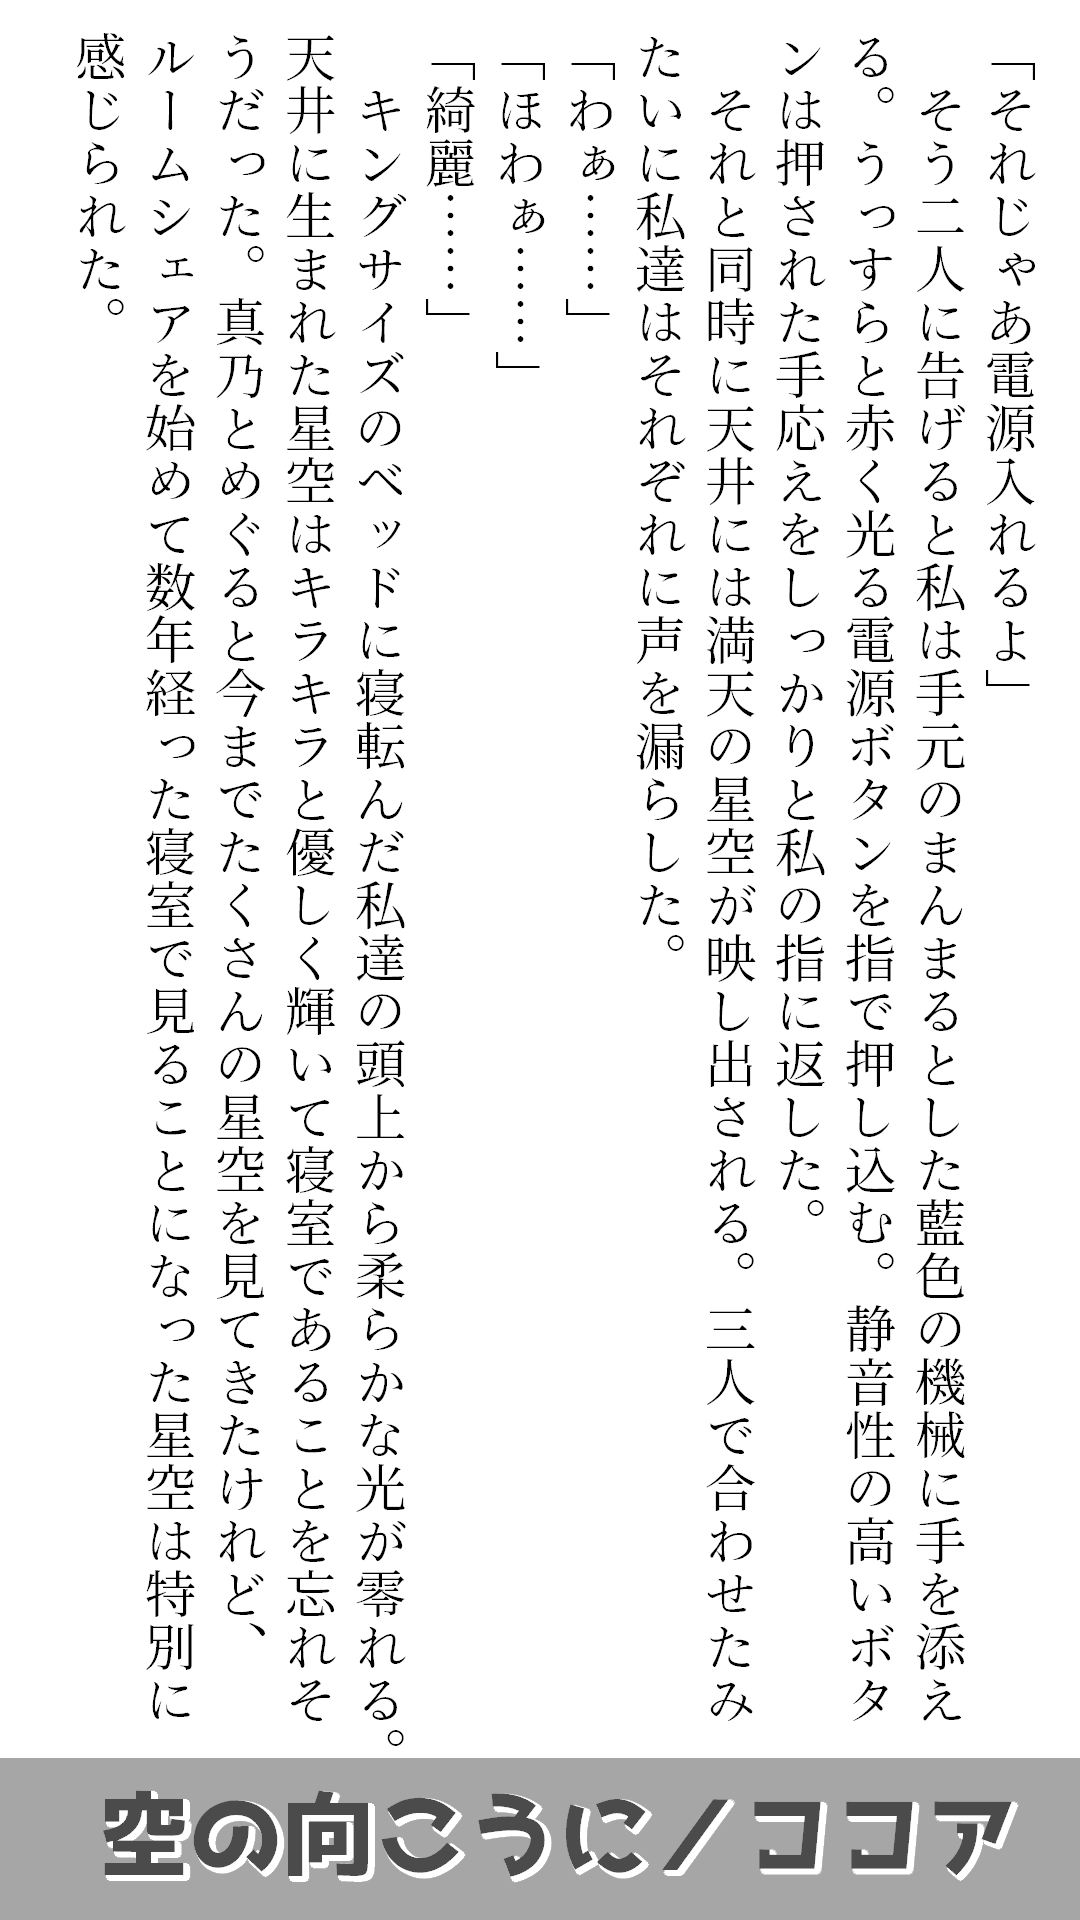 「それじゃあ電源入れるよ」
　そう二人に告げると私は手元のまんまるとした藍色の機械に手を添え
る。うっすらと赤く光る電源ボタンを指で押し込む。静音性の高いボタ
ンは押された手応えをしっかりと私の指に返した。
　それと同時に天井には満天の星空が映し出される。三人で合わせたみ
たいに私達はそれぞれに声を漏らした。
「わぁ……」
「ほわぁ……」
「綺麗……」
　キングサイズのベッドに寝転んだ私達の頭上から柔らかな光が零れる。
天井に生まれた星空はキラキラと優しく輝いて寝室であることを忘れそ
うだった。真乃とめぐると今までたくさんの星空を見てきたけれど、
ルームシェアを始めて数年経った寝室で見ることになった星空は特別に
感じられた。
空の向こうに／ココア